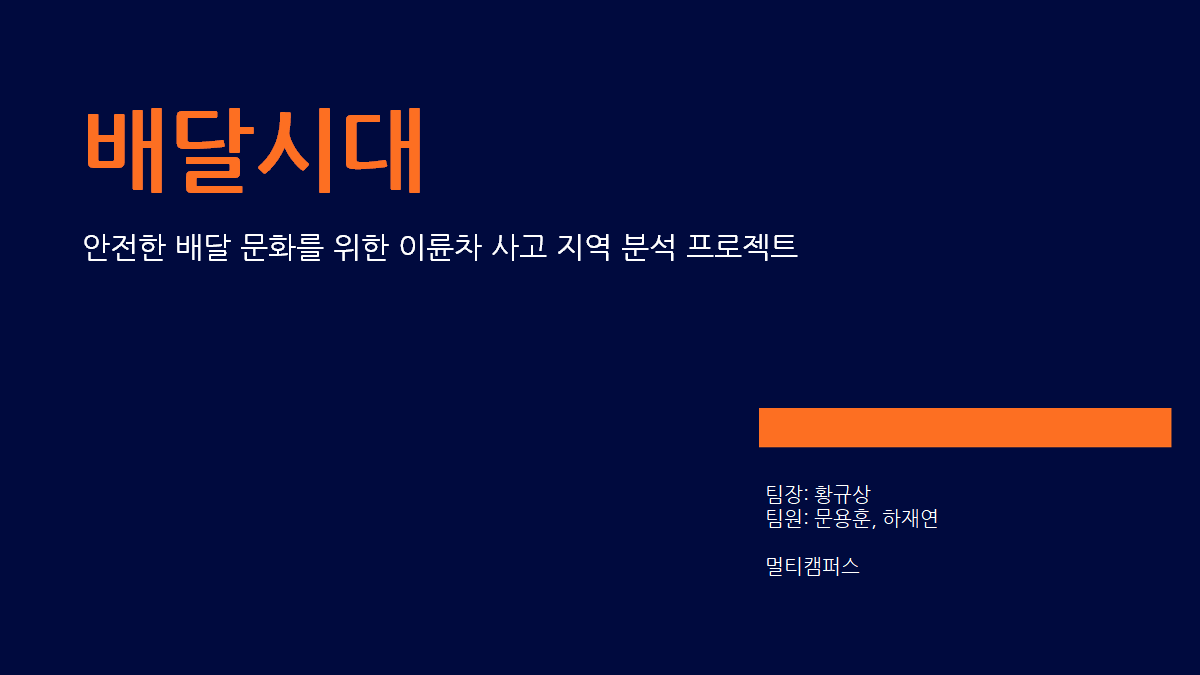 배달시대
안전한 배달 문화를 위한 이륜차 사고 지역 분석 프로젝트
팀장: 황규상
팀원: 문용훈, 하재연
멀티캠퍼스